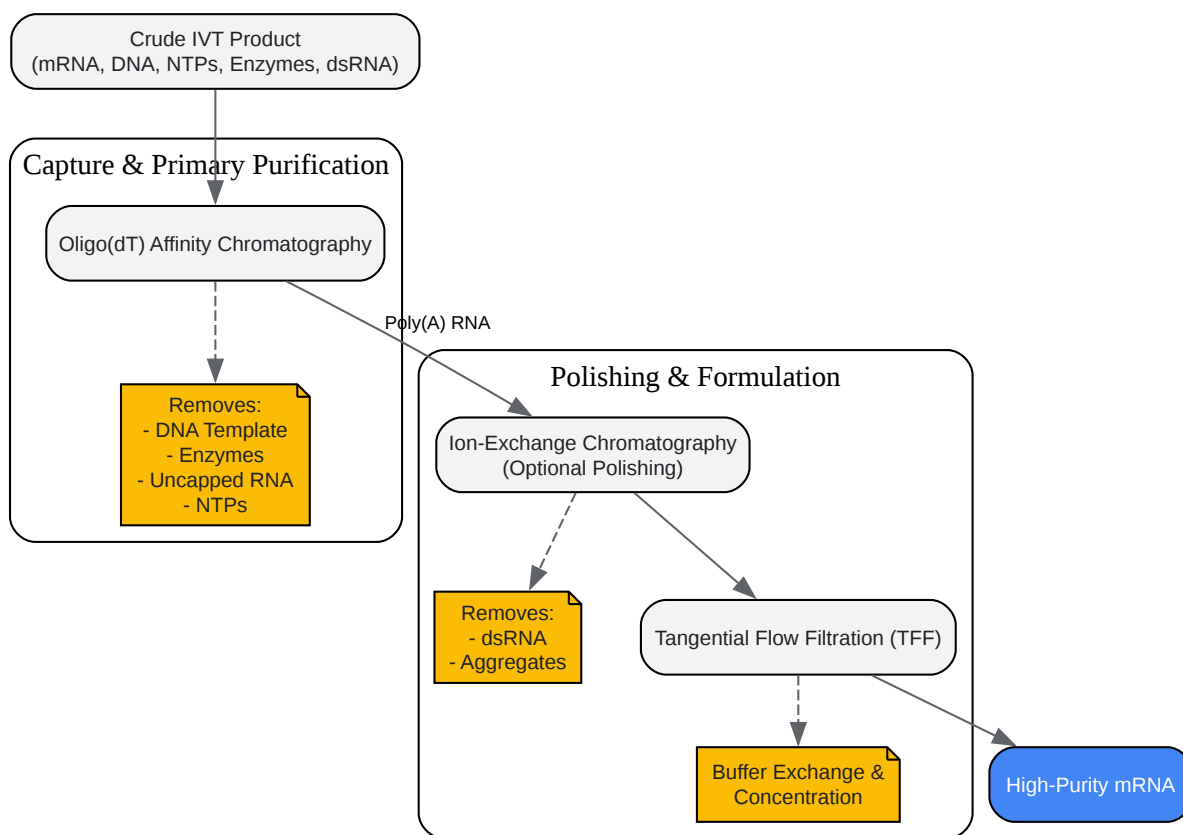 Crude IVT Product
(mRNA, DNA, NTPs, Enzymes, dsRNA)
Capture & Primary Purification
Oligo(dT) Affinity Chromatography
Poly(A) RNA
Removes:
- DNA Template
- Enzymes
- Uncapped RNA
- NTPs
Polishing & Formulation
Ion-Exchange Chromatography
(Optional Polishing)
Removes:
- dsRNA
- Aggregates
Tangential Flow Filtration (TFF)
Buffer Exchange &
Concentration
High-Purity mRNA